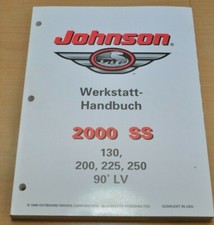 Johnson
Werkstatt-
Handbuch
2000 SS
130,
200, 225, 250
90° LV